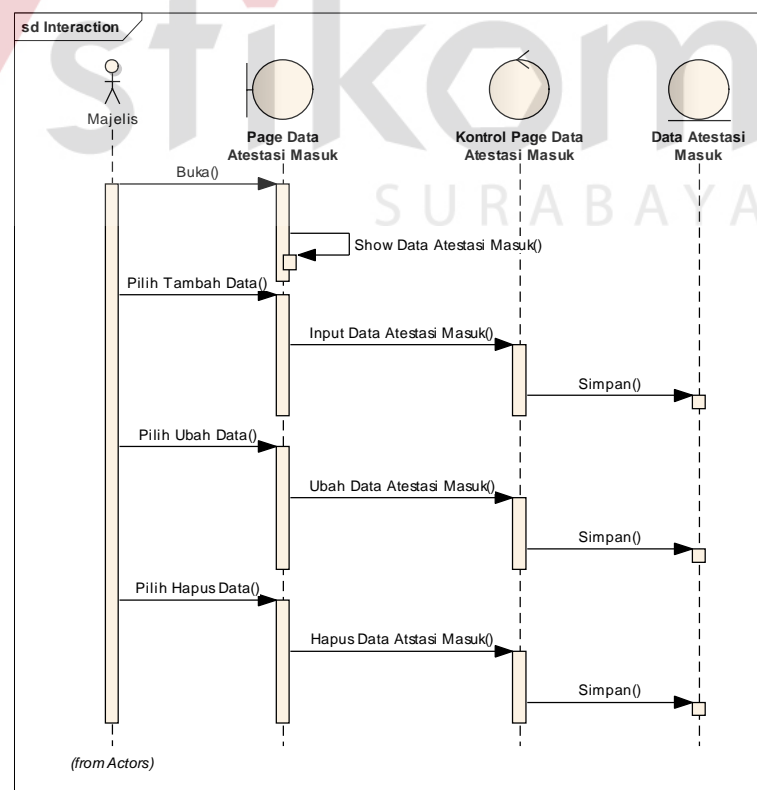 sd Interaction
stikom
SURABAYA
Majelis
Page Data
Atestasi Masuk
Kontrol Page Data
Atestasi Masuk
Data Atestasi
Masuk
Buka()
Show Data Atestasi Masuk()
Pilih Tambah Data()
Input Data Atestasi Masuk()
Simpan()
Pilih Ubah Data()
Ubah Data Atestasi Masuk()
Simpan()
Pilih Hapus Data()
Hapus Data Atstasi Masuk()
Simpan()
(from Actors)